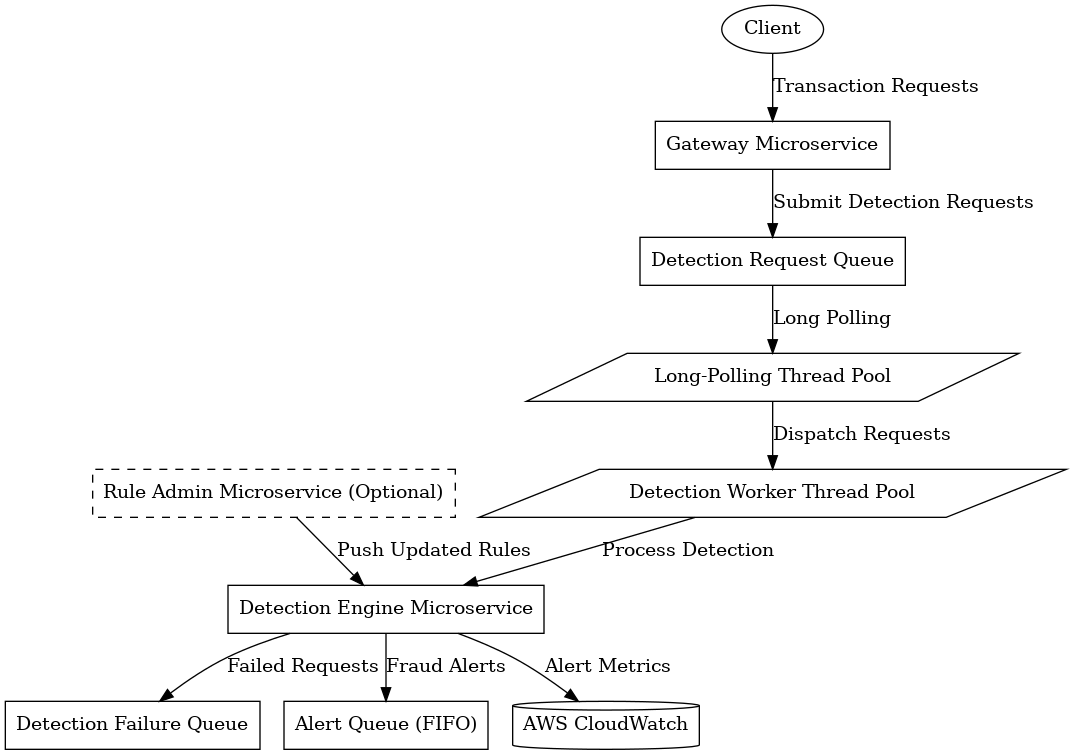 Client
Transaction Requests
Gateway Microservice
Submit Detection Requests
Detection Request Queue
Long Polling
Long-Polling Thread Pool
Dispatch Requests
Rule Admin Microservice (Optional)
Detection Worker Thread Pool
Push Updated Rules
Process Detection
Detection Engine Microservice
Failed Requests
Fraud Alerts
Alert Metrics
Detection Failure Queue
Alert Queue (FIFO)
AWS CloudWatch